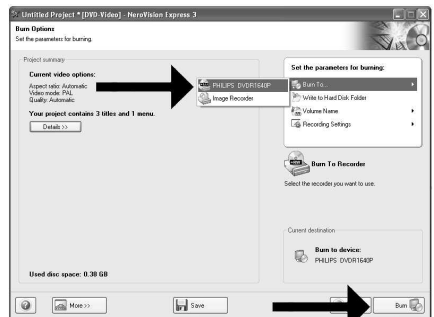 Untitled Project *[DVD-Video] - NeroVision Express 3
Burn Options
Set the parameters for burning.
Project summary
Current video options:
Aspect ratio: Automatic
Video mode: PAL
Quality: Automatic
Your project contains 3 titles and 1 menu.
Details >>
Used disc space: 0.38 GB
PHILIPS DVDR1640P
Image Recorder
Set the parameters for burning:
Burn To...
Write to Hard Disk Folder
Volume Name
Recording Settings
Burn To Recorder
Select the recorder you want to use.
Current destination
Burn to device:
PHILIPS DVDR1640P
More >>
Save
Burn